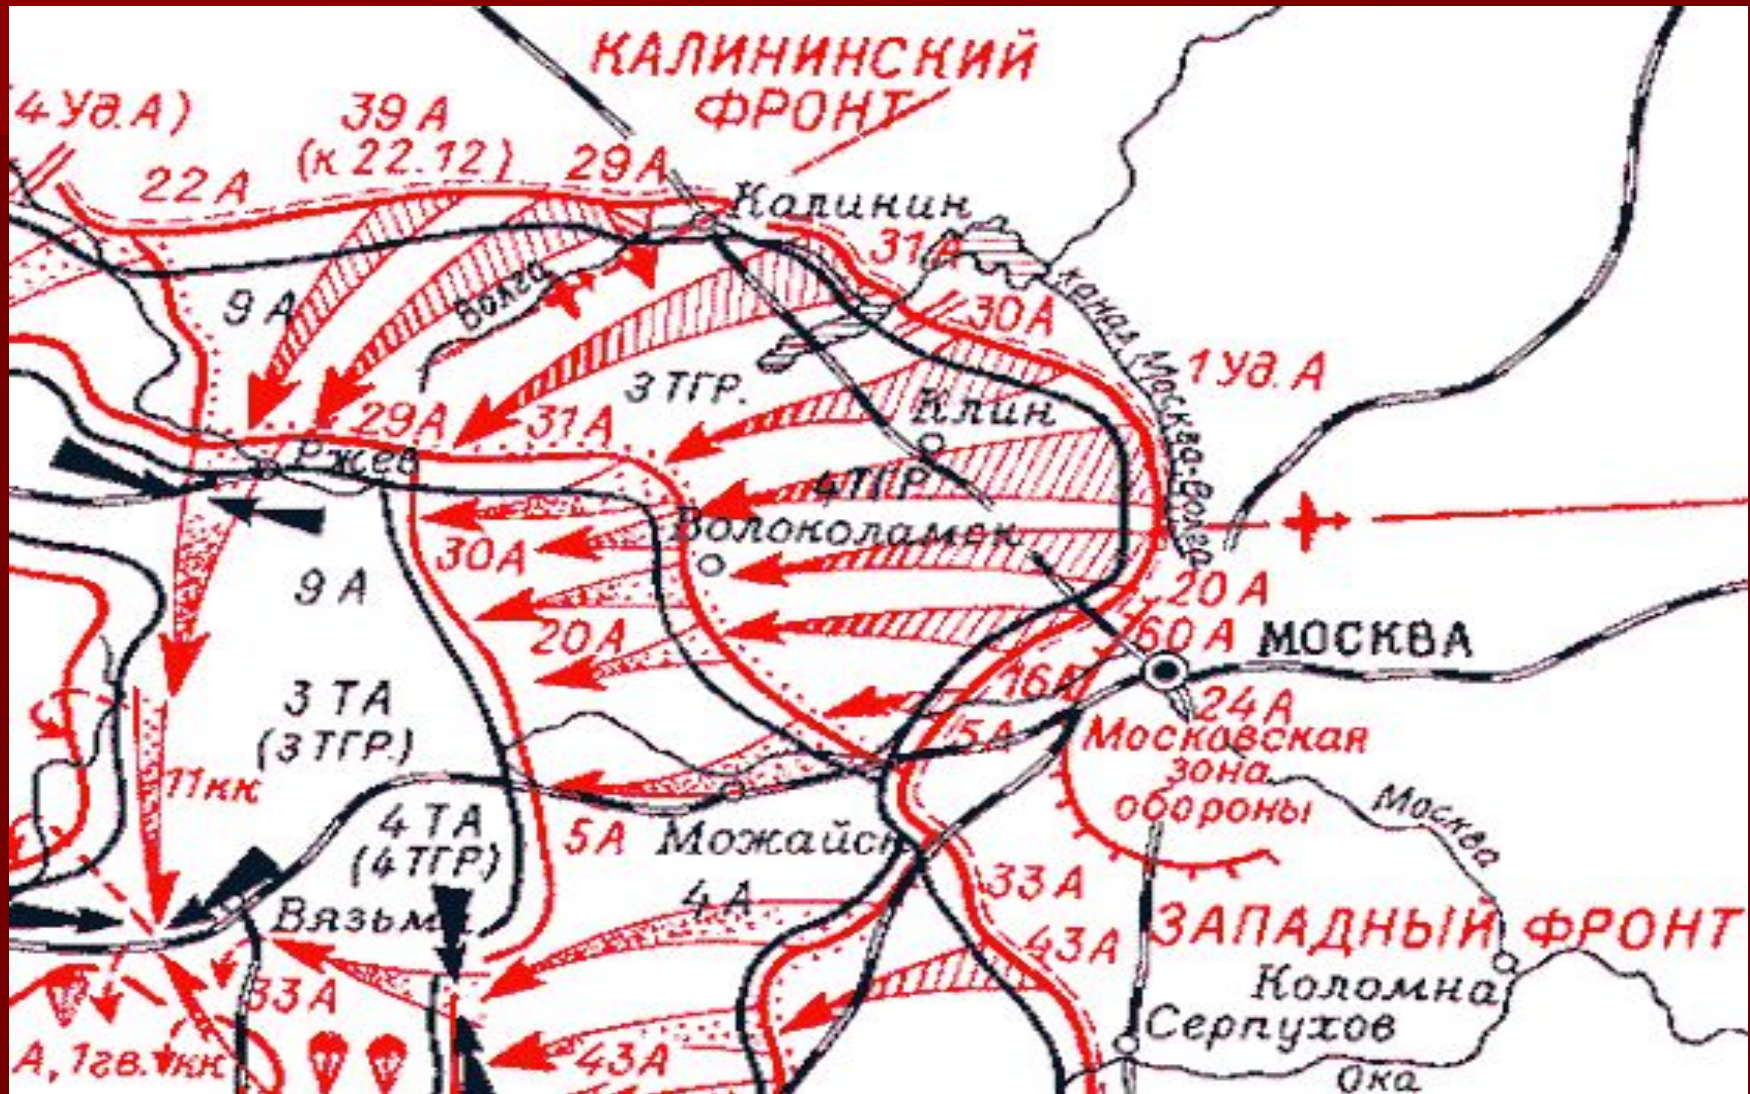 КАЛИНИНСКИЙ
ФРОНТ
(4 Уд.А)
39 А
(к 22.12)
29 А
22 А
Калинин
31 А
9 А
Волга
30 А
канал Москва-Волга
1 Уд. А
3 ТГР.
Клин
29 А
31 А
Ржев
4 ТГР
Волоколамск
30 А
9 А
20 А
20 А
60 А
МОСКВА
16 А
24 А
5 А
Московская
зона
обороны
3 ТА
(3 ТГР.)
11 кк
4 ТА
(4 ТГР.)
5 А
Можайск
Москва
4 А
33 А
Вязьма
43 А
ЗАПАДНЫЙ ФРОНТ
Коломна
33 А
Серпухов
А, 1 гв. кк
43 А
Ока